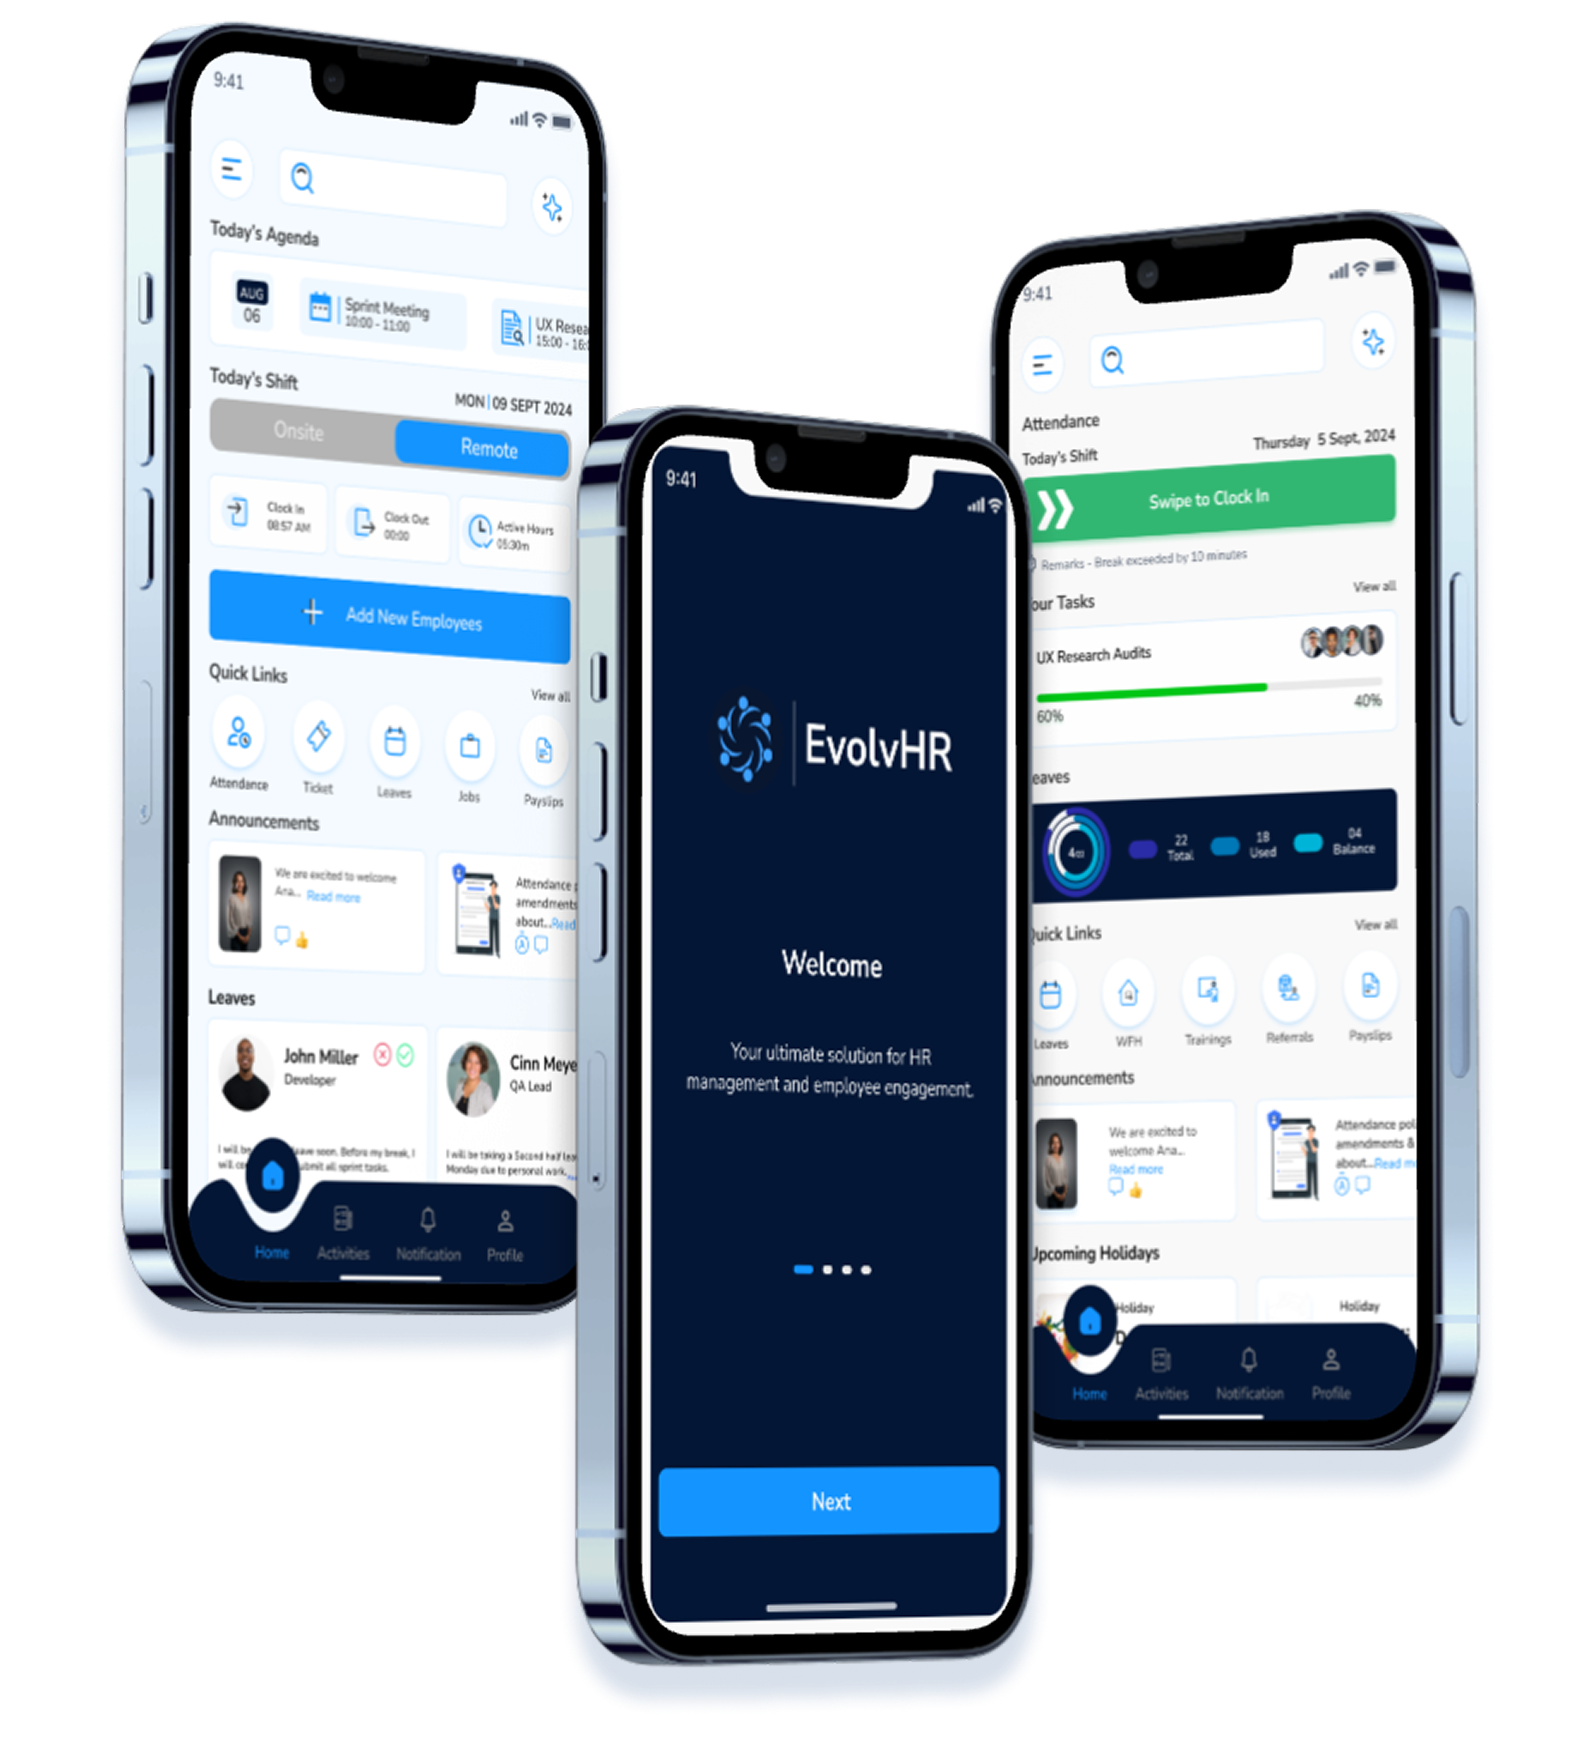 9:41
Today's Agenda
AUG
06
Sprint Meeting
10:00 - 11:00
UX Resea
15:00 - 16:
Today's Shift
MON | 09 SEPT 2024
Onsite
Remote
Clock In
08:57 AM
Clock Out
00:00
Active Hours
05:30m
Add New Employees
Quick Links
View all
Attendance
Ticket
Leaves
Jobs
Payslips
Announcements
We are excited to welcome
Ana... Read more
Attendance p
amendments
about...Read
Leaves
John Miller
Developer
Cinn Meye
QA Lead
I will be
eave soon. Before my break, I
ubmit all sprint tasks.
I will be taking a Second half lea
Monday due to personal work.
Home
Activities
Notification
Profile
9:41
EvolvHR
Welcome
Your ultimate solution for HR
management and employee engagement.
Next
9:41
Attendance
Today's Shift
Thursday 5 Sept, 2024
Swipe to Clock In
Remarks - Break exceeded by 10 minutes
our Tasks
View all
UX Research Audits
60%
40%
eaves
22
Total
18
Used
04
Balance
Quick Links
View all
Leaves
WFH
Trainings
Referrals
Payslips
Announcements
We are excited to
welcome Ana...
Read more
Attendance pol
amendments &
about...Read m
Upcoming Holidays
Holiday
Holiday
Home
Activities
Notification
Profile